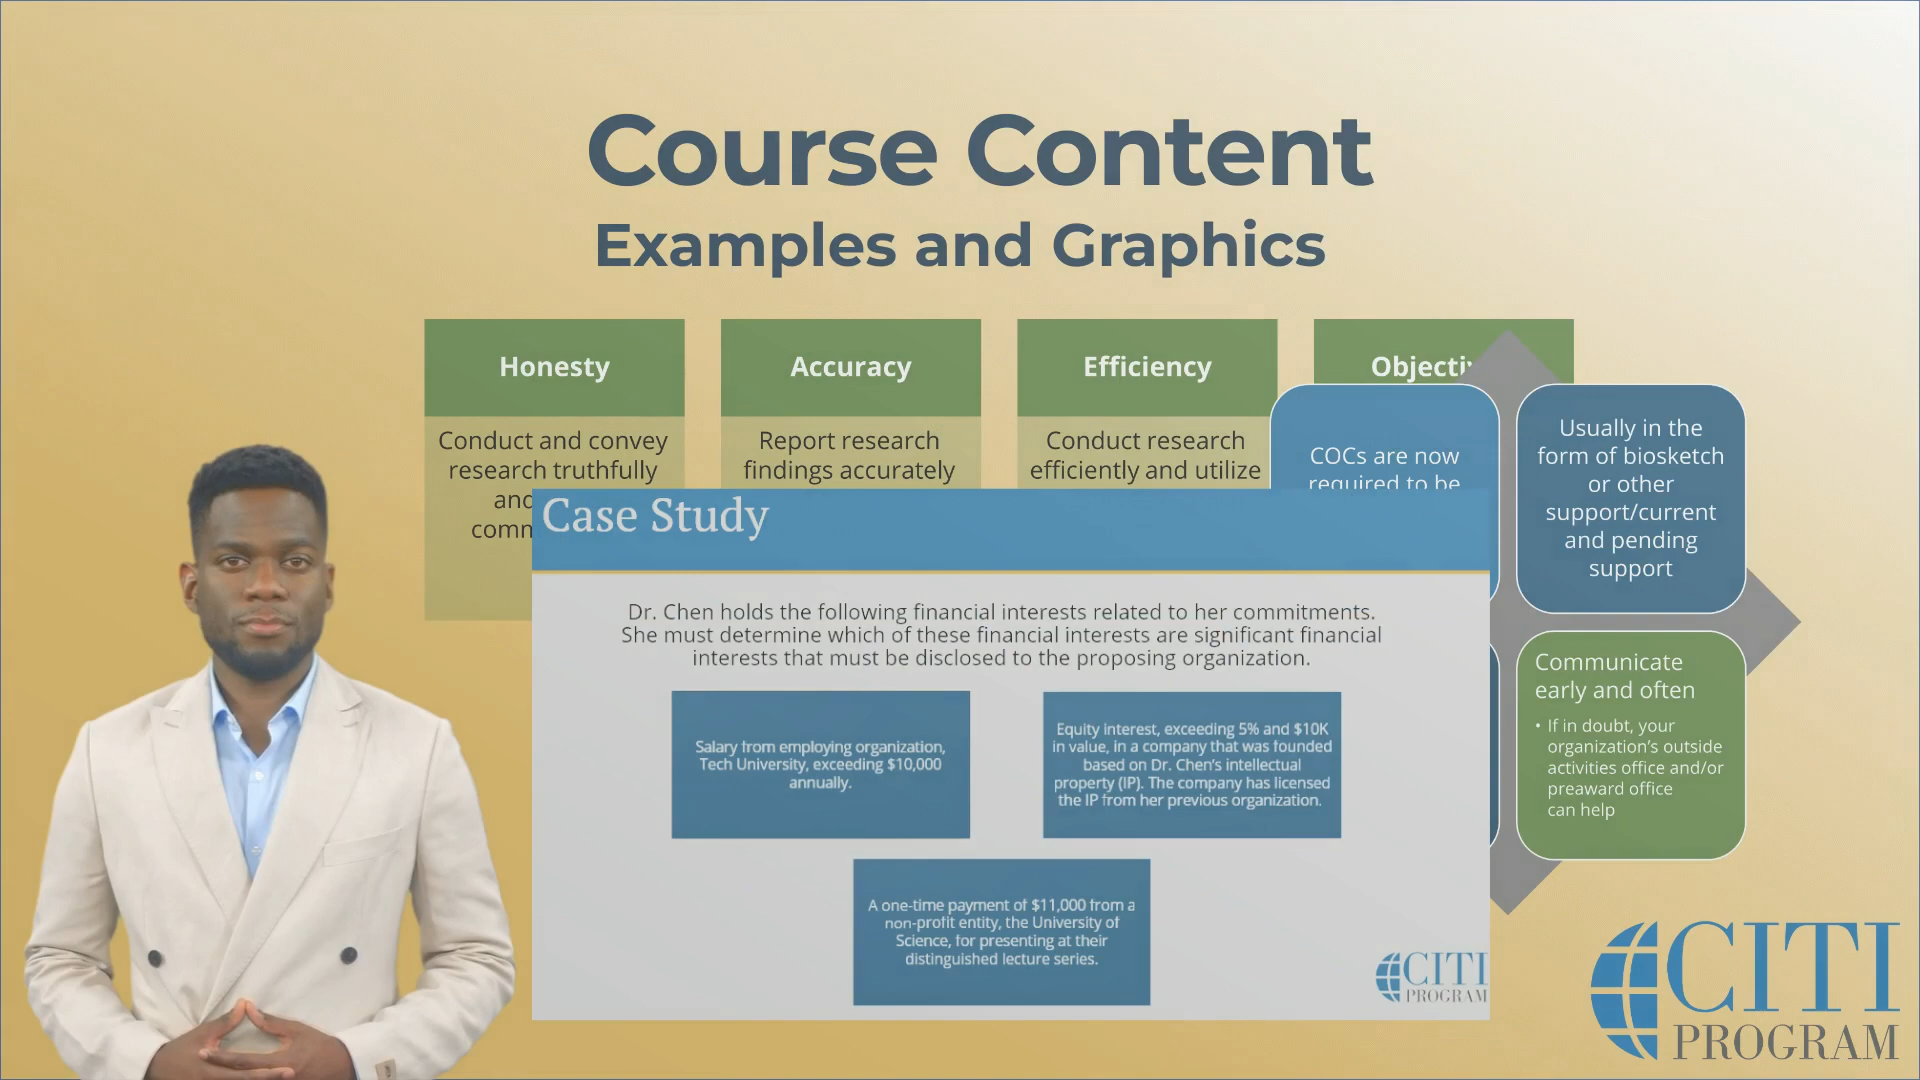 Course Content
Examples and Graphics
Honesty
Conduct and convey
research truthfully
and
comm
Accuracy
Report research
findings accurately
Efficiency
Conduct research
efficiently and utilize
Objectiv
COCs are now
required to be
Usually in the
form of biosketch
or other
support/current
and pending
support
Communicate
early and often
• If in doubt, your
organization's outside
activities office and/or
preaward office
can help
Case Study
Dr. Chen holds the following financial interests related to her commitments.
She must determine which of these financial interests are significant financial
interests that must be disclosed to the proposing organization.
Salary from employing organization,
Tech University, exceeding $10,000
annually.
Equity interest, exceeding 5% and $10K
in value, in a company that was founded
based on Dr. Chen's intellectual
property (IP). The company has licensed
the IP from her previous organization.
A one-time payment of $11,000 from a
non-profit entity, the University of
Science, for presenting at their
distinguished lecture series.
CITI
PROGRAM
CITI
PROGRAM